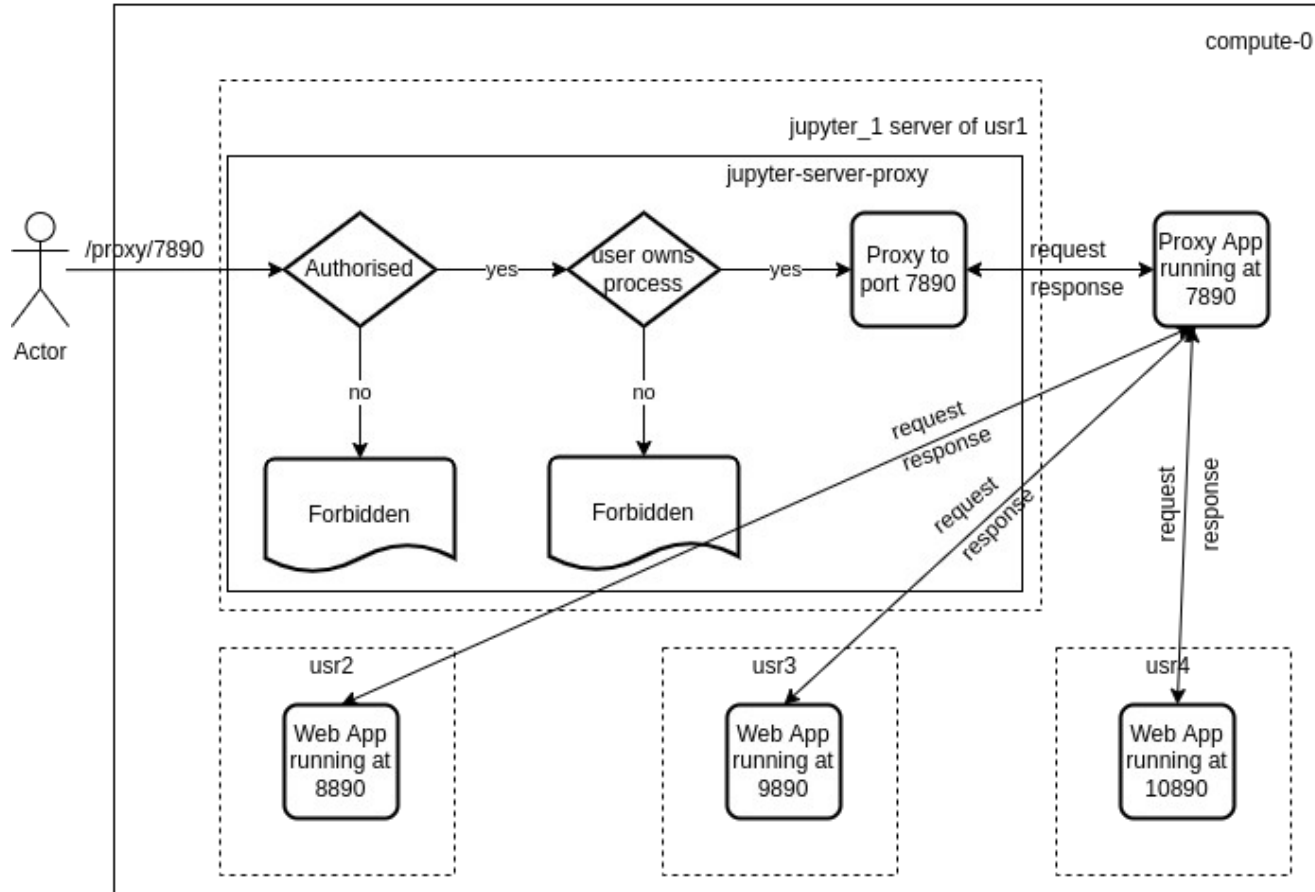 compute-0
jupyter_1 server of usr1
jupyter-server-proxy
/proxy/7890
Actor
Authorised
yes
user owns
process
yes
Proxy to
port 7890
request
response
Proxy App
running at
7890
no
no
Forbidden
Forbidden
request
response
request
response
request
response
usr2
Web App
running at
8890
usr3
Web App
running at
9890
usr4
Web App
running at
10890